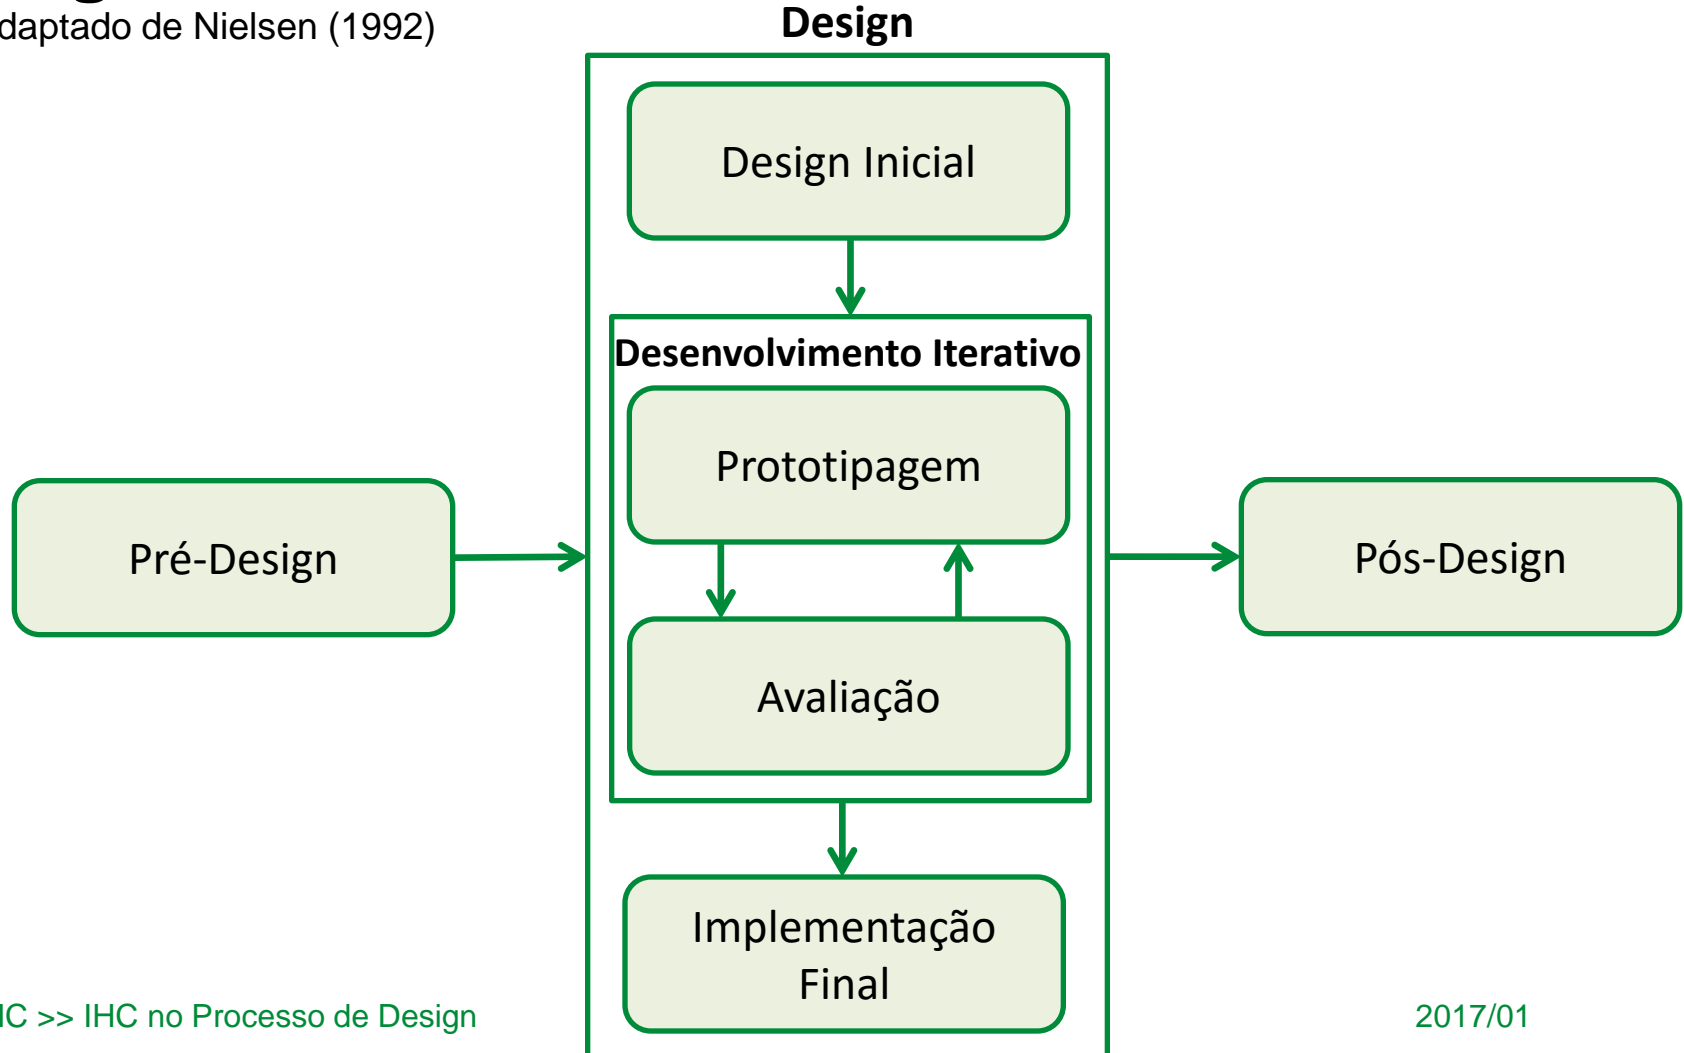 daptado de Nielsen (1992)
Design
Design Inicial
Desenvolvimento Iterativo
Prototipagem
Pré-Design
Pós-Design
Avaliação
Implementação
Final
IC >> IHC no Processo de Design
2017/01